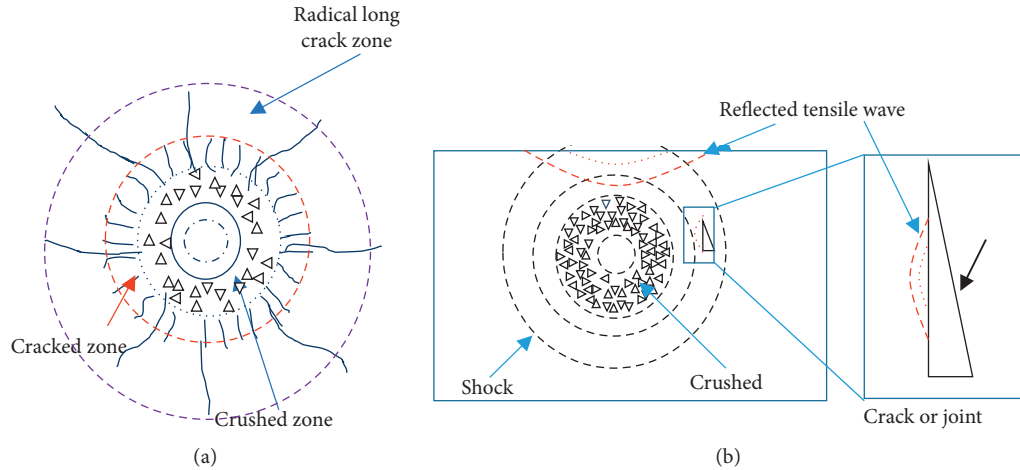 Radical long
crack zone
Cracked zone
Crushed zone
(a)
Reflected tensile wave
Shock
Crushed
Crack or joint
(b)